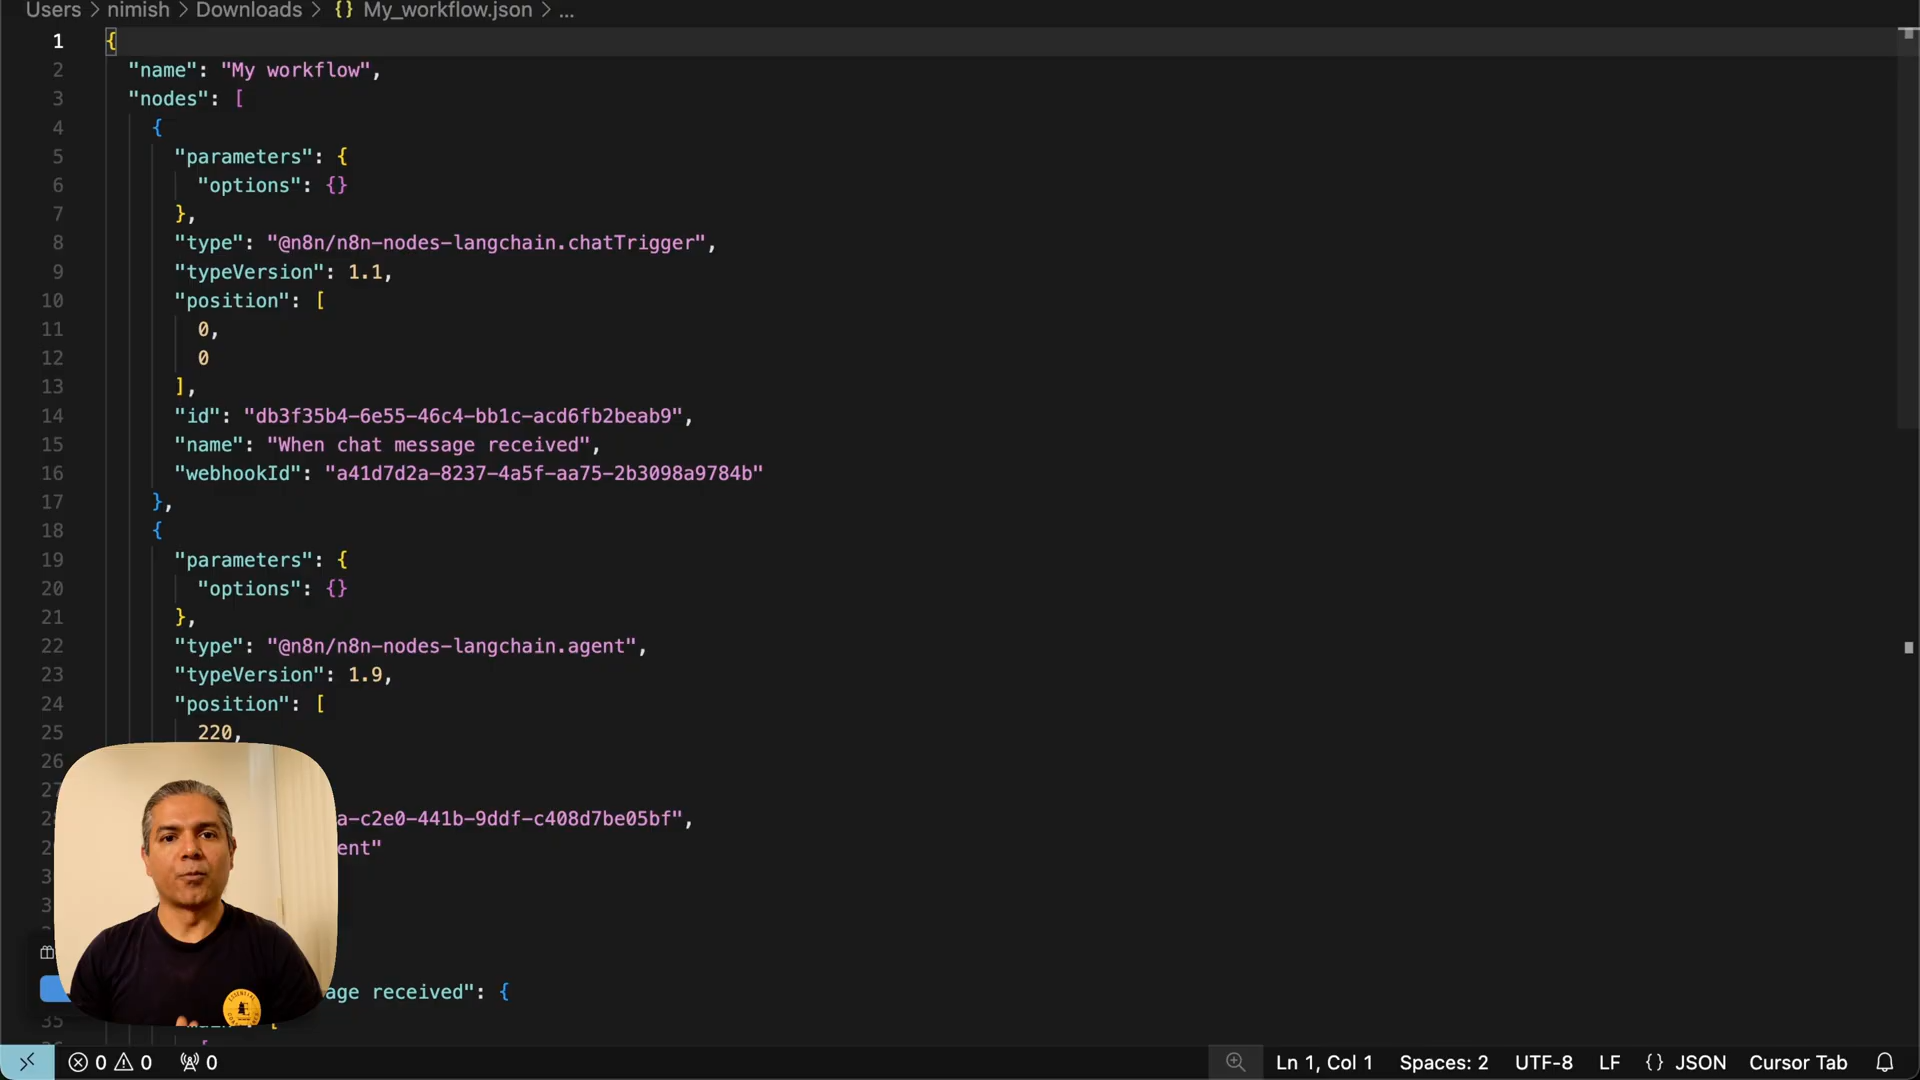 Users > nimish > Downloads > {} My_workflow.json > ...
1 {
2 "name": "My workflow",
3 "nodes": [
4 {
5 "parameters": {
6 "options": {}
7 },
8 "type": "@n8n/n8n-nodes-langchain.chatTrigger",
9 "typeVersion": 1.1,
10 "position": [
11 0,
12 0
13 ],
14 "id": "db3f35b4-6e55-46c4-bb1c-acd6fb2beab9",
15 "name": "When chat message received",
16 "webhookId": "a41d7d2a-8237-4a5f-aa75-2b3098a9784b"
17 },
18 {
19 "parameters": {
20 "options": {}
21 },
22 "type": "@n8n/n8n-nodes-langchain.agent",
23 "typeVersion": 1.9,
24 "position": [
25 220,
26
27
a-c2e0-441b-9ddf-c408d7be05bf",
ent"
age received": {
35
[
0 0 0 Ln 1, Col 1 Spaces: 2 UTF-8 LF {} JSON Cursor Tab